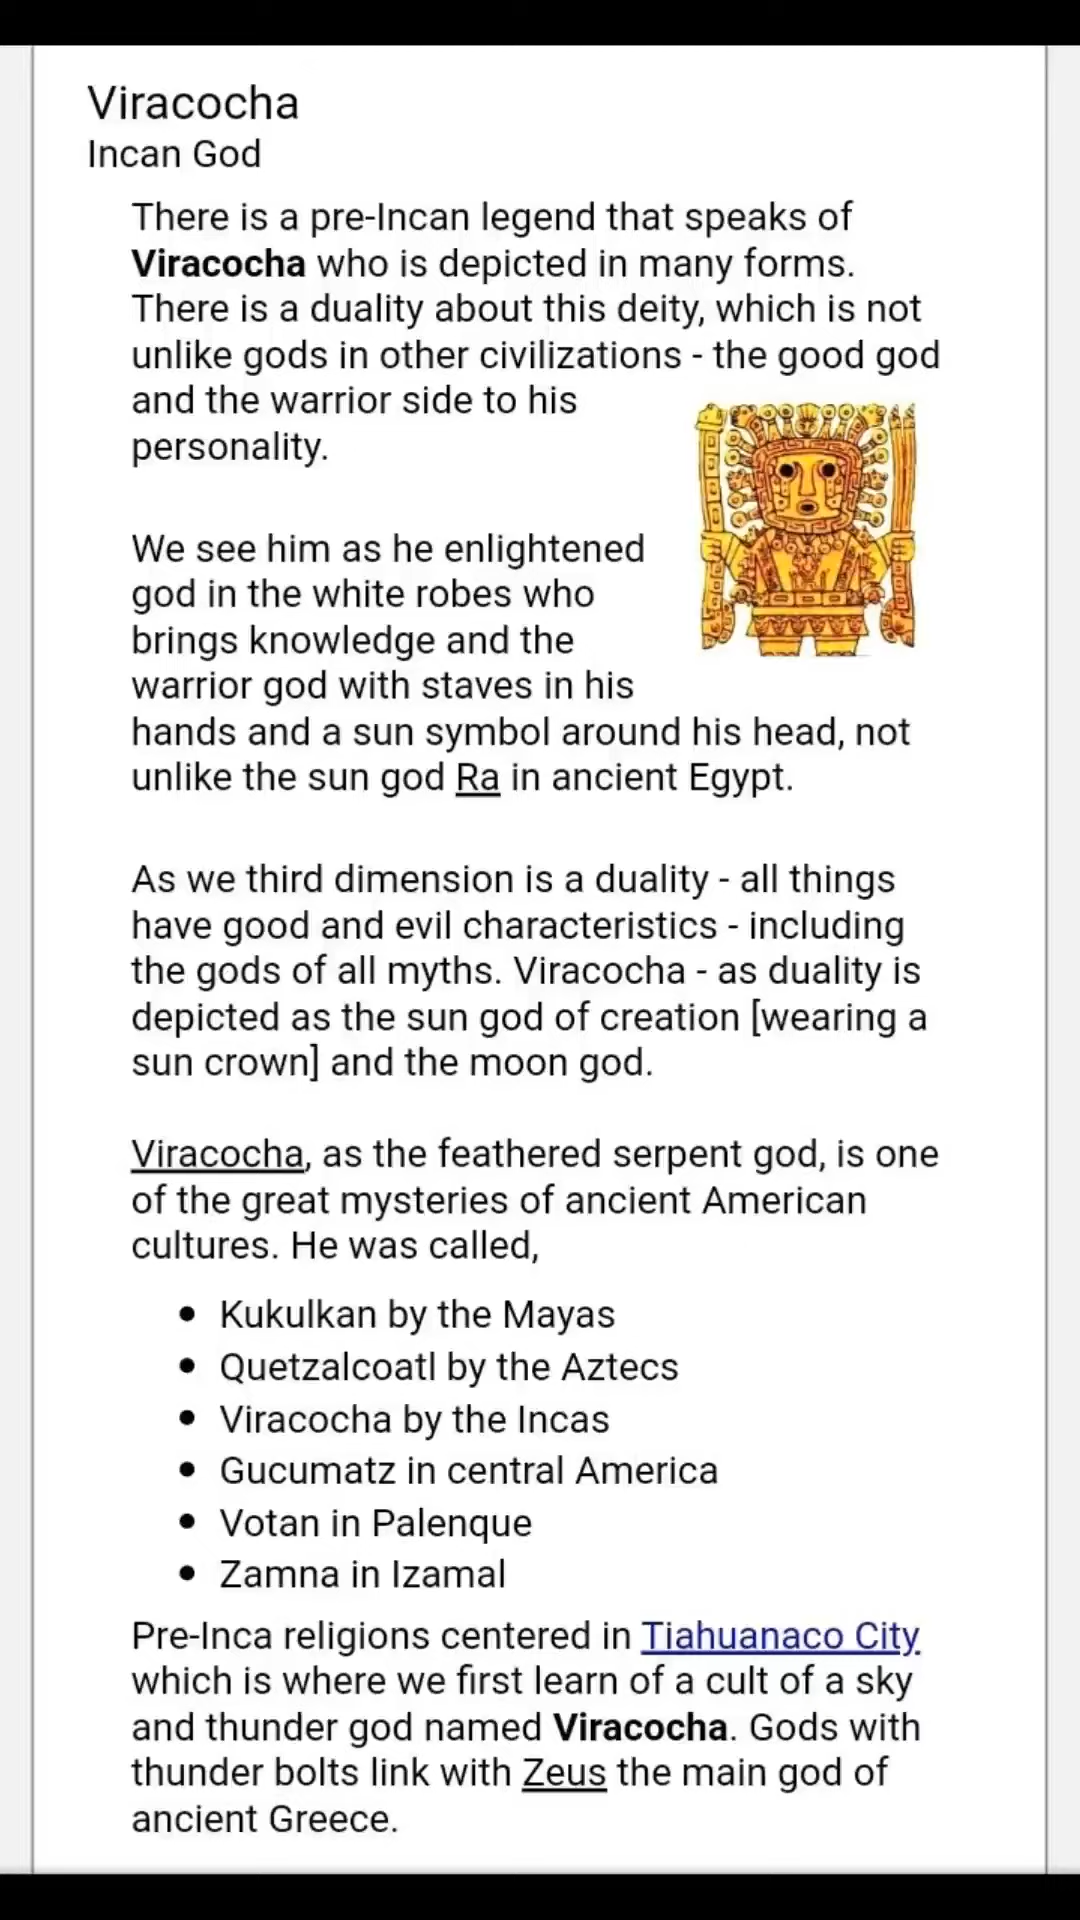 Viracocha
Incan God
There is a pre-Incan legend that speaks of
Viracocha who is depicted in many forms.
There is a duality about this deity, which is not
unlike gods in other civilizations - the good god
and the warrior side to his
personality.
We see him as he enlightened
god in the white robes who
brings knowledge and the
warrior god with staves in his
hands and a sun symbol around his head, not
unlike the sun god Ra in ancient Egypt.
As we third dimension is a duality - all things
have good and evil characteristics - including
the gods of all myths. Viracocha - as duality is
depicted as the sun god of creation [wearing a
sun crown] and the moon god.
Viracocha, as the feathered serpent god, is one
of the great mysteries of ancient American
cultures. He was called,
• Kukulkan by the Mayas
• Quetzalcoatl by the Aztecs
• Viracocha by the Incas
• Gucumatz in central America
• Votan in Palenque
• Zamna in Izamal
Pre-Inca religions centered in Tiahuanaco City
which is where we first learn of a cult of a sky
and thunder god named Viracocha. Gods with
thunder bolts link with Zeus the main god of
ancient Greece.